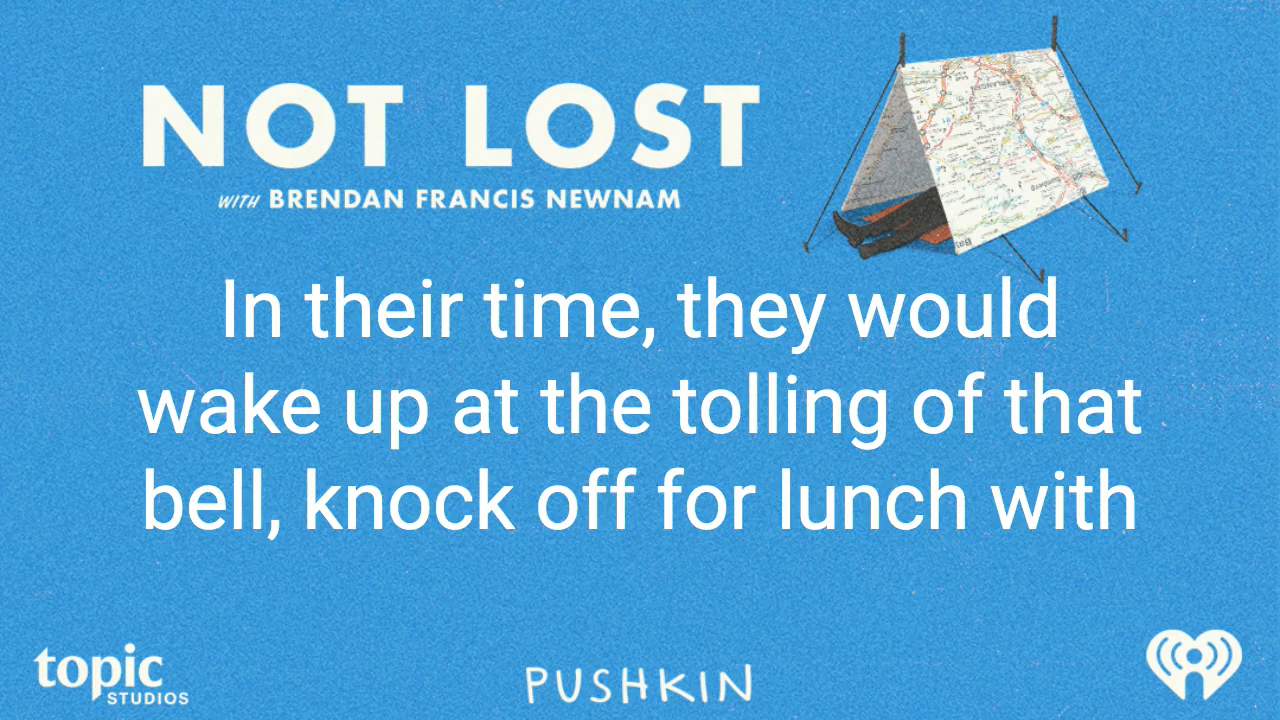 NOT LOST
WITH BRENDAN FRANCIS NEWNAM
In their time, they would
wake up at the tolling of that
bell, knock off for lunch with
topic
STUDIOS
PUSHKIN